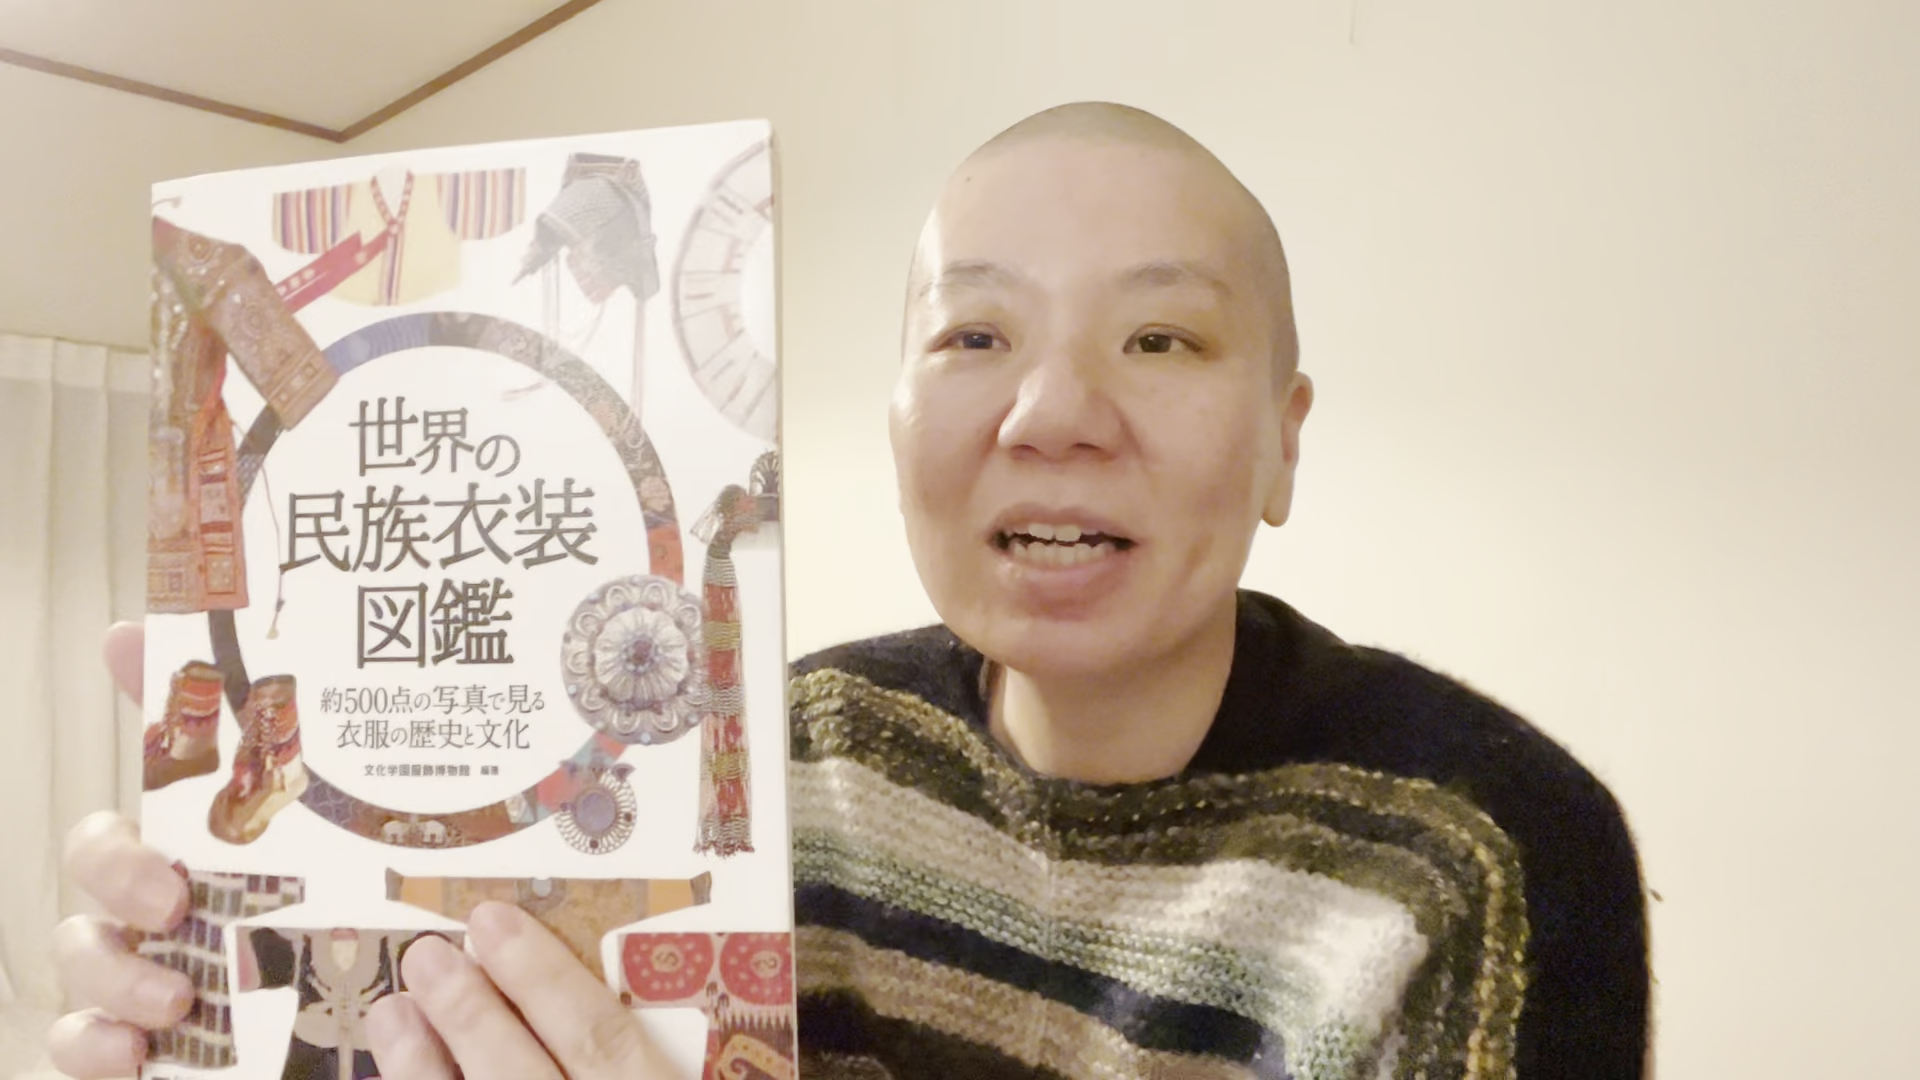 世界の
民族衣装
図鑑
約500点の写真で見る
衣服の歴史と文化
文化学園服飾博物館 編著